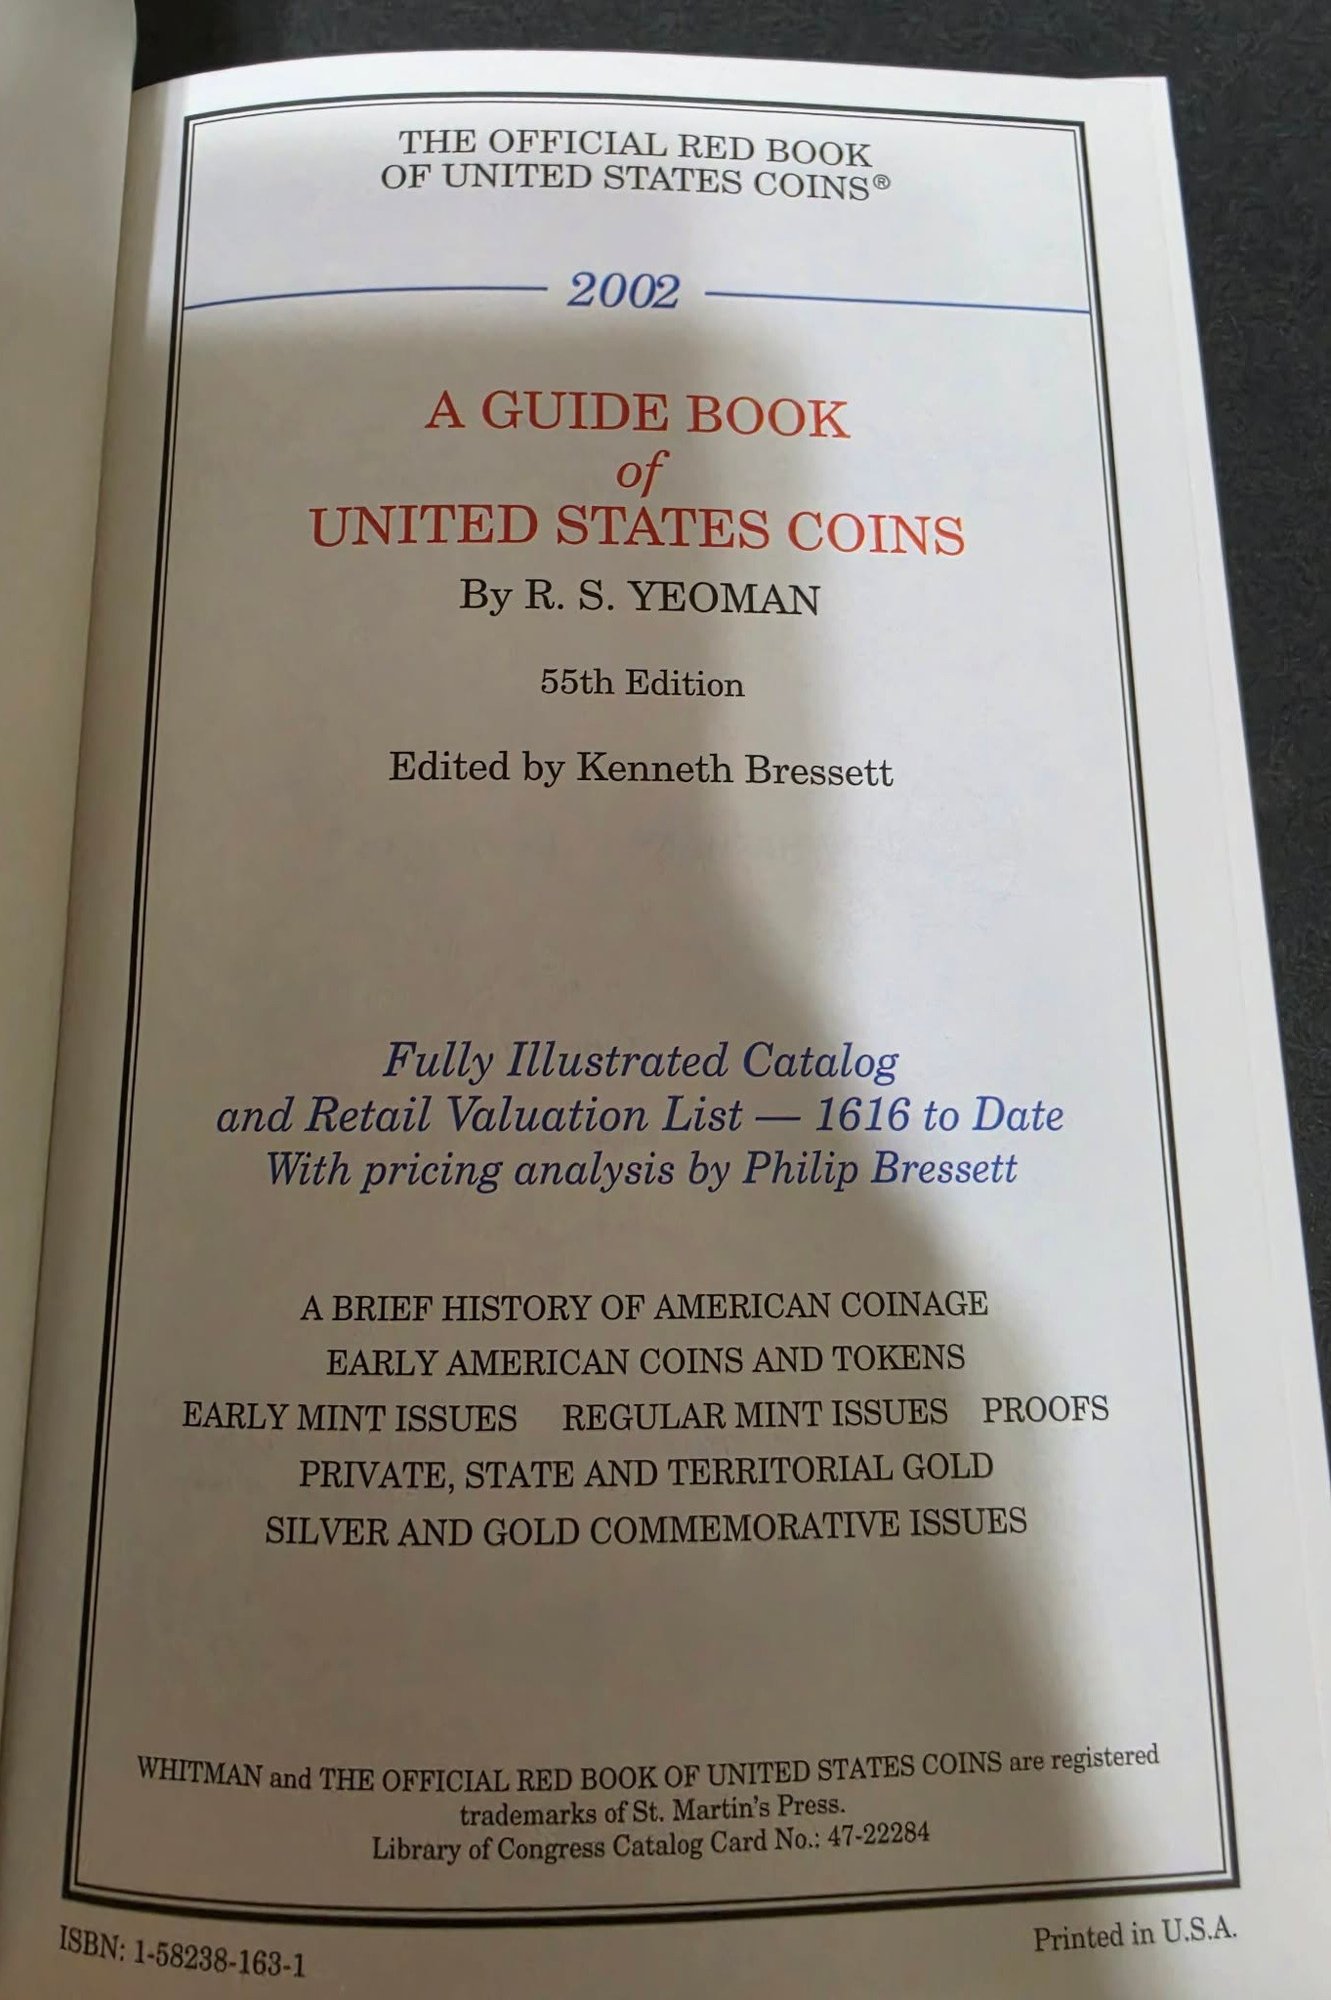 THE OFFICIAL RED BOOK
OF UNITED STATES COINS®
2002
A GUIDE BOOK
of
UNITED STATES COINS
By R. S. YEOMAN
55th Edition
Edited by Kenneth Bressett
Fully Illustrated Catalog
and Retail Valuation List — 1616 to Date
With pricing analysis by Philip Bressett
A BRIEF HISTORY OF AMERICAN COINAGE
EARLY AMERICAN COINS AND TOKENS
EARLY MINT ISSUES REGULAR MINT ISSUES PROOFS
PRIVATE, STATE AND TERRITORIAL GOLD
SILVER AND GOLD COMMEMORATIVE ISSUES
WHITMAN and THE OFFICIAL RED BOOK OF UNITED STATES COINS are registered
trademarks of St. Martin's Press.
Library of Congress Catalog Card No.: 47-22284
ISBN: 1-58238-163-1
Printed in U.S.A.